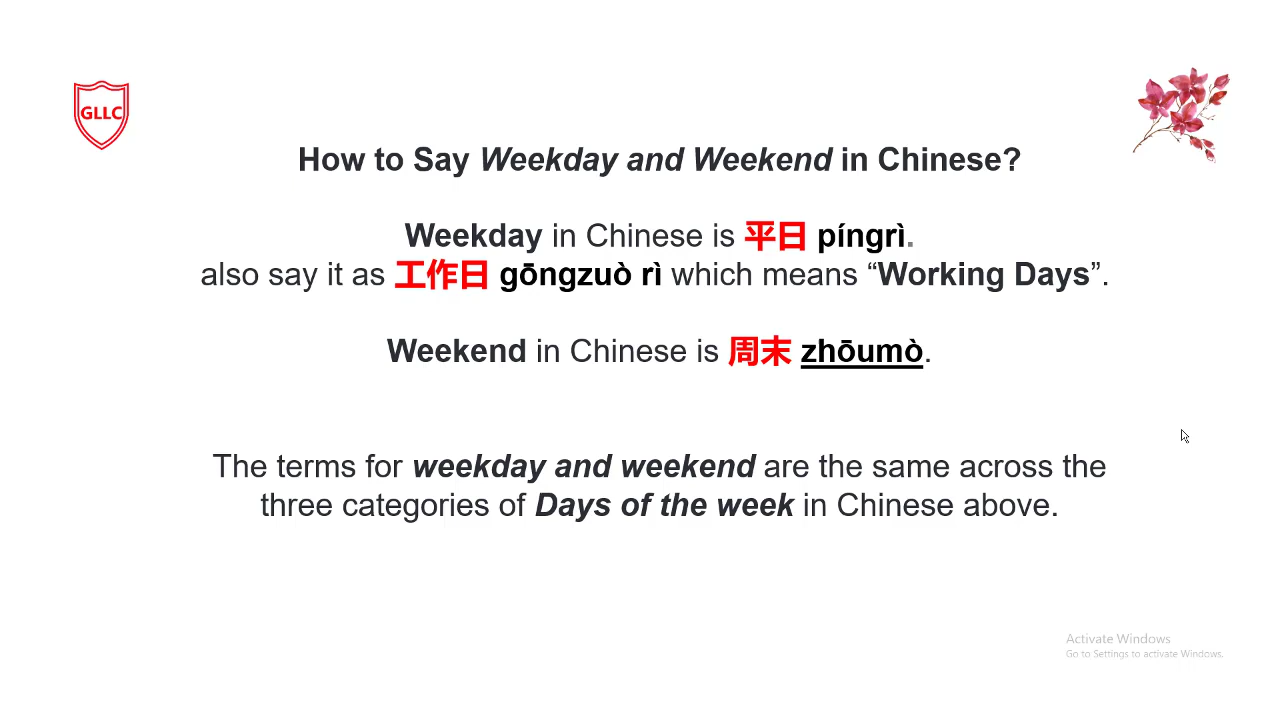 GLLC
How to Say Weekday and Weekend in Chinese?
Weekday in Chinese is 平日 píngrì.
also say it as 工作日 gōngzuò rì which means “Working Days”.
Weekend in Chinese is 周末 zhōumò.
The terms for weekday and weekend are the same across the
three categories of Days of the week in Chinese above.
Activate Windows
Go to Settings to activate Windows.